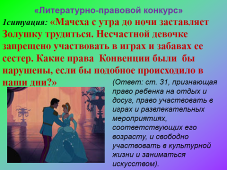 «Литературно-правовой конкурс»
1ситуация: «Мачеха с утра до ночи заставляет
Золушку трудиться. Несчастной девочке
запрещено участвовать в играх и забавах ее
сестер. Какие права Конвенции были бы
нарушены, если бы подобное происходило в
наши дни?»
(Ответ: ст. 31, признающая
право ребенка на отдых и
досуг, право участвовать в
играх и развлекательных
мероприятиях,
соответствующих его
возрасту, и свободно
участвовать в культурной
жизни и заниматься
искусством).